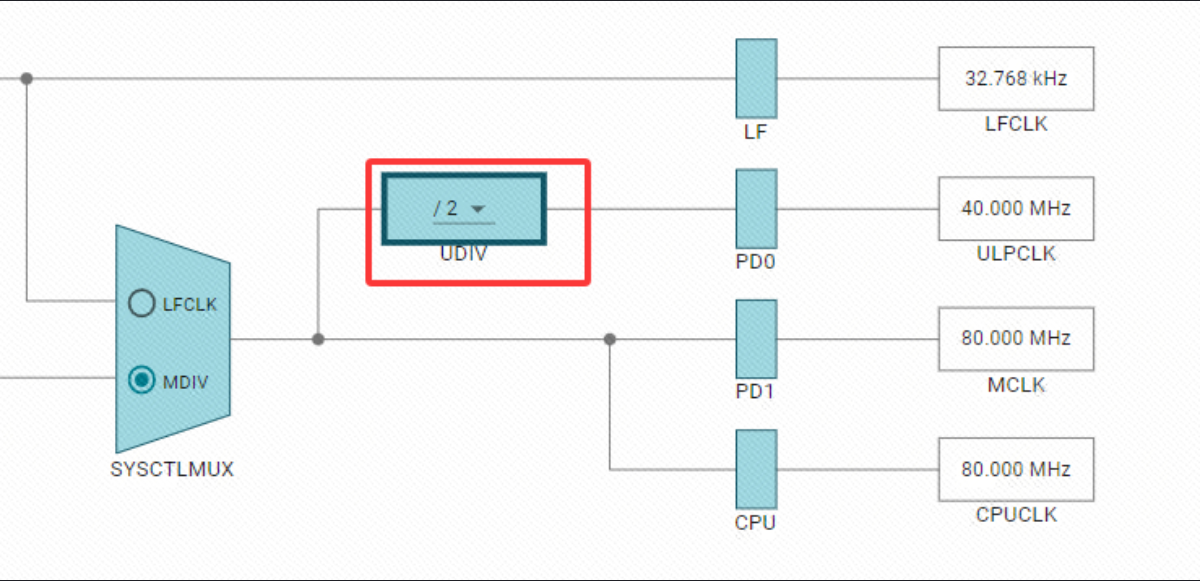 32.768 kHz
LF
LFCLK
/ 2
UDIV
40.000 MHz
PD0
ULPCLK
LFCLK
MDIV
SYSCTLMUX
80.000 MHz
PD1
MCLK
80.000 MHz
CPU
CPUCLK